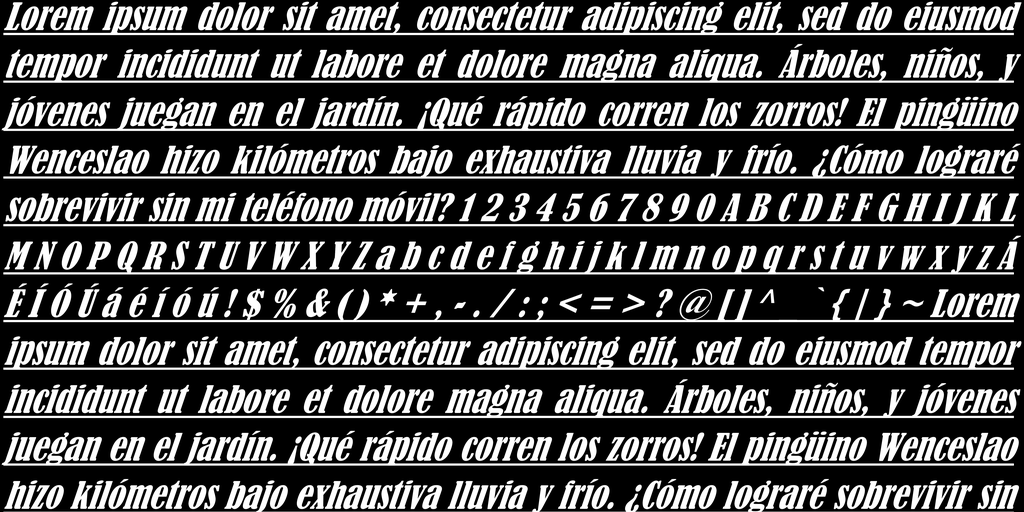 Lorem ipsum dolor sit amet, consectetur adipiscing elit, sed do eiusmod
tempor incididunt ut labore et dolore magna aliqua. Árboles, niños, y
jóvenes juegan en el jardín. ¡Qué rápido corren los zorros! El pingüino
Wenceslao hizo kilómetros bajo exhaustiva lluvia y frío. ¿Cómo lograré
sobrevivir sin mi teléfono móvil? 1 2 3 4 5 6 7 8 9 0 A B C D E F G H I J K L
M N O P Q R S T U V W X Y Z a b c d e f g h i j k l m n o p q r s t u v w x y z Á
É Í Ó Ú á é í ó ú ! $ % & ( ) * + , - . / : ; < = > ? @ [ ] ^ _ ` { | } ~ Lorem
ipsum dolor sit amet, consectetur adipiscing elit, sed do eiusmod tempor
incididunt ut labore et dolore magna aliqua. Árboles, niños, y jóvenes
juegan en el jardín. ¡Qué rápido corren los zorros! El pingüino Wenceslao
hizo kilómetros bajo exhaustiva lluvia y frío. ¿Cómo lograré sobrevivir sin